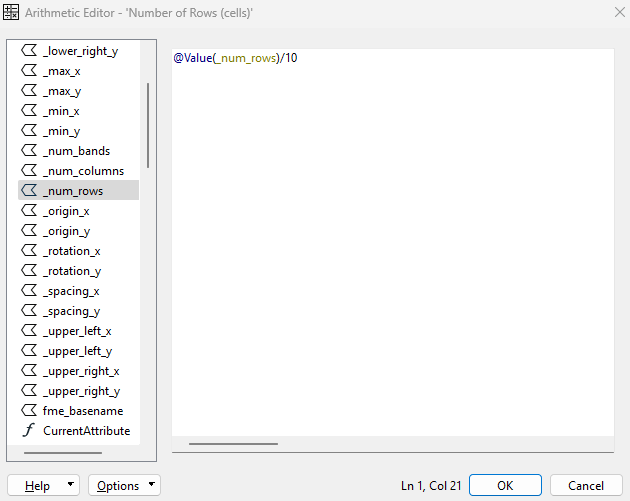 Arithmetic Editor - 'Number of Rows (cells)'
_lower_right_y
_max_x
_max_y
_min_x
_min_y
_num_bands
_num_columns
_num_rows
_origin_x
_origin_y
_rotation_x
_rotation_y
_spacing_x
_spacing_y
_upper_left_x
_upper_left_y
_upper_right_x
_upper_right_y
fme_basename
CurrentAttribute
@Value(_num_rows)/10
Help
Options
Ln 1, Col 21
OK
Cancel